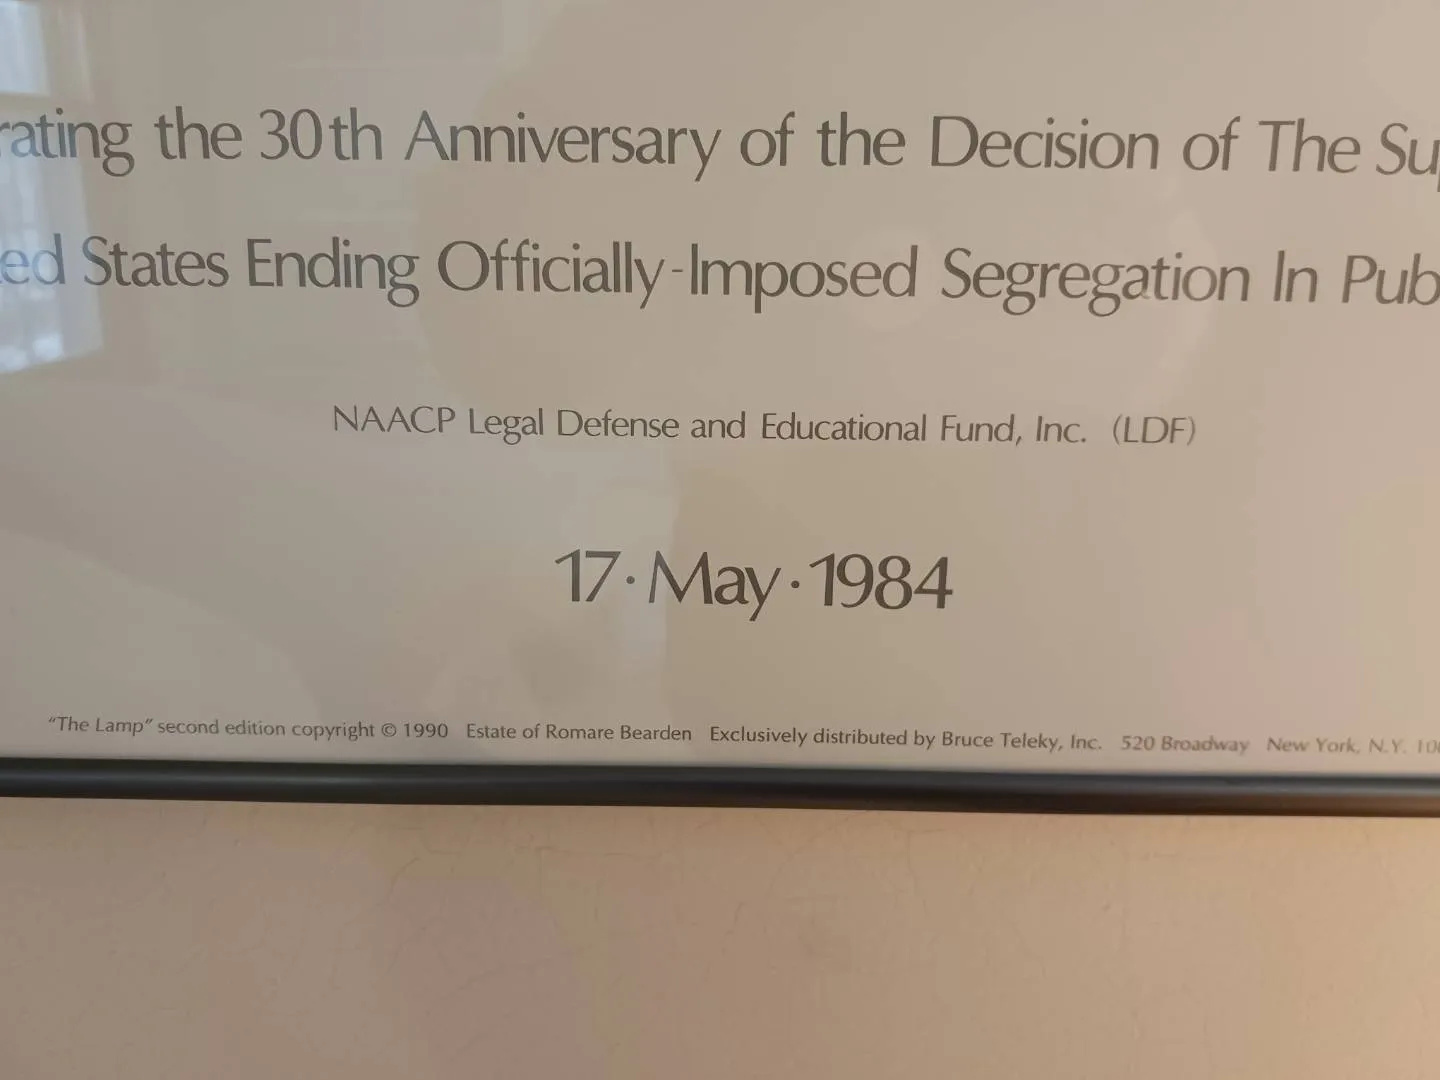 rating the 30th Anniversary of the Decision of The Su
ed States Ending Officially-Imposed Segregation In Pub
NAACP Legal Defense and Educational Fund, Inc. (LDF)
17·May·1984
"The Lamp" second edition copyright © 1990 Estate of Romare Bearden Exclusively distributed by Bruce Teleky, Inc. 520 Broadway New York, N.Y. 10